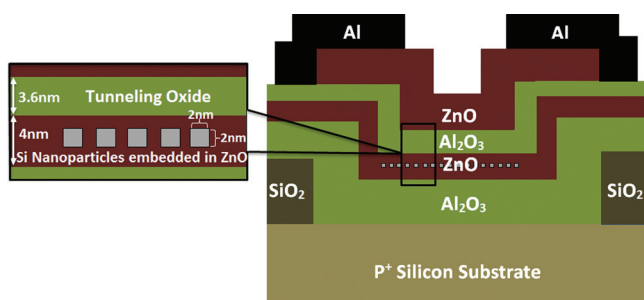 Al
Al
3.6nm
Tunneling Oxide
2nm
4nm
2nm
Si Nanoparticles embedded in ZnO
ZnO
Al₂O₃
ZnO
SiO₂
SiO₂
Al₂O₃
P⁺ Silicon Substrate